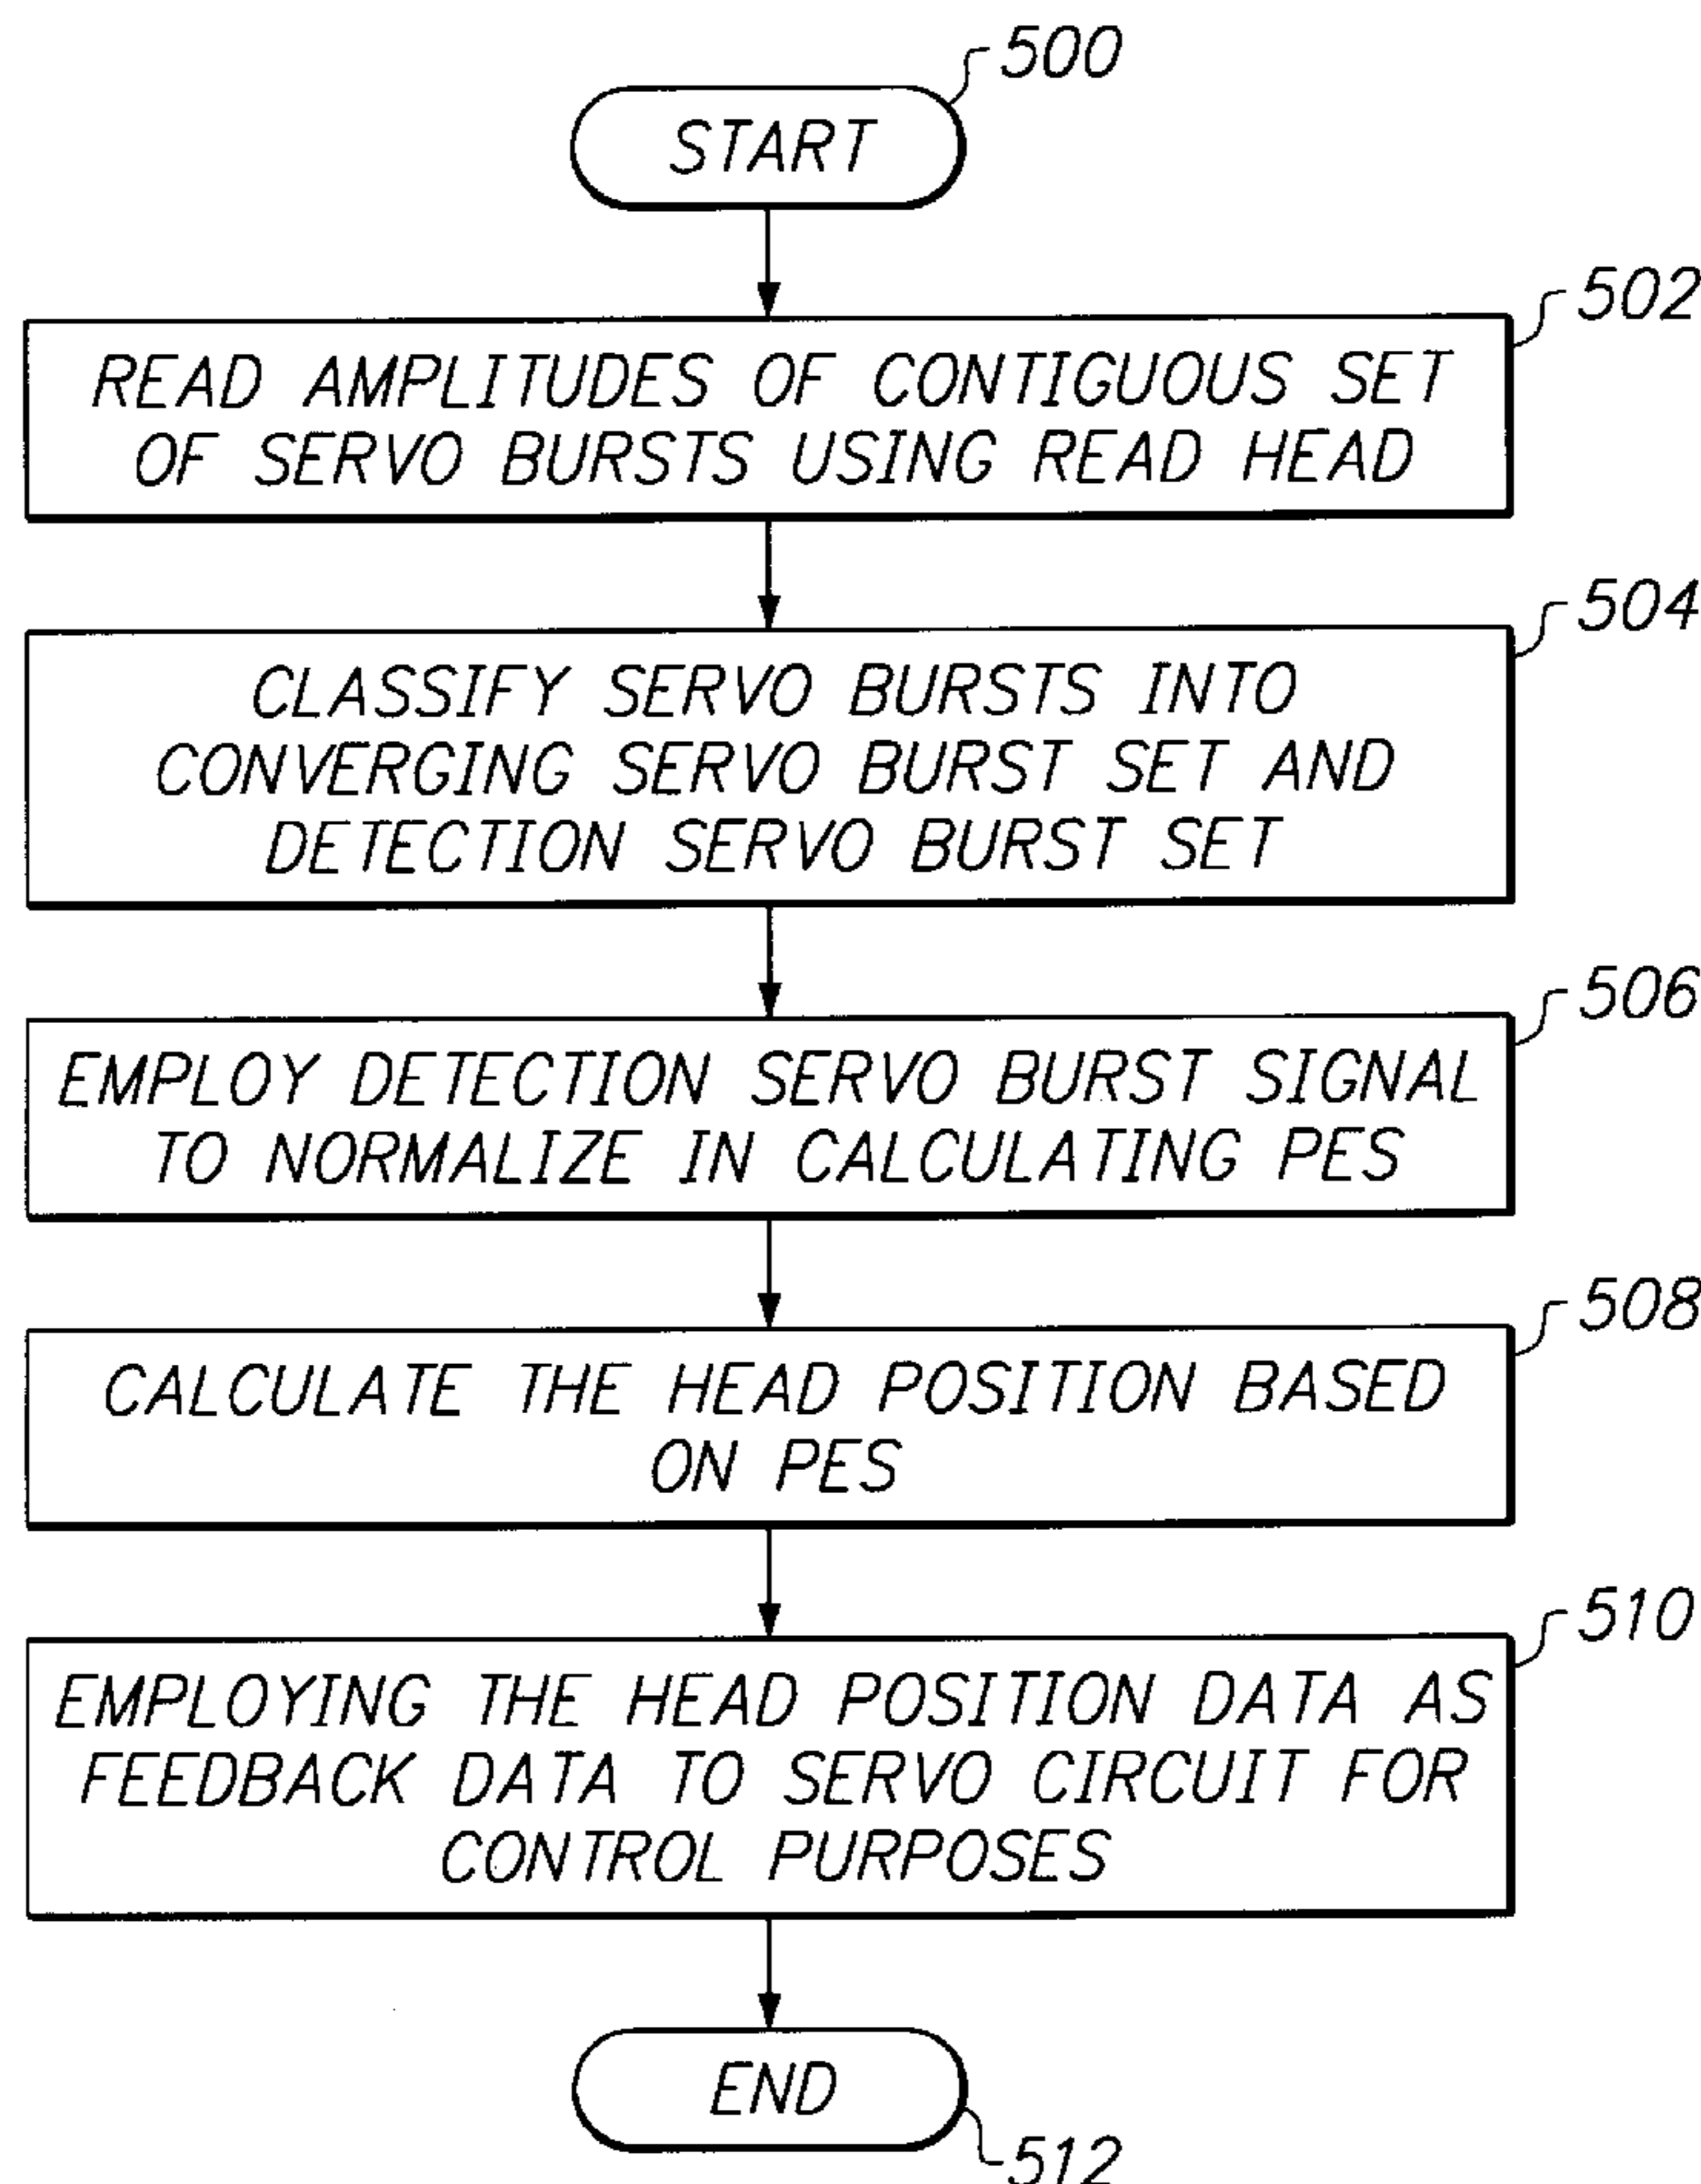 500
START
502
READ AMPLITUDES OF CONTIGUOUS SET
OF SERVO BURSTS USING READ HEAD
504
CLASSIFY SERVO BURSTS INTO
CONVERGING SERVO BURST SET AND
DETECTION SERVO BURST SET
506
EMPLOY DETECTION SERVO BURST SIGNAL
TO NORMALIZE IN CALCULATING PES
508
CALCULATE THE HEAD POSITION BASED
ON PES
510
EMPLOYING THE HEAD POSITION DATA AS
FEEDBACK DATA TO SERVO CIRCUIT FOR
CONTROL PURPOSES
END
512